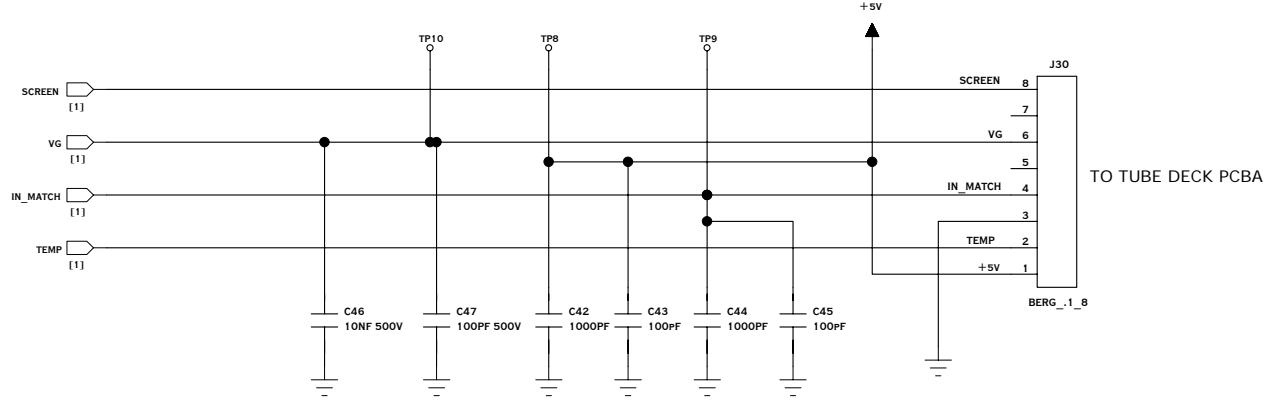 +5V
TP10
TP8
TP9
J30
SCREEN
[1]
SCREEN
8
7
VG
[1]
VG
6
5
TO TUBE DECK PCBA
IN_MATCH
[1]
IN_MATCH
4
3
TEMP
[1]
TEMP
2
+5V
1
BERG_.1_8
C46
10NF 500V
C47
100PF 500V
C42
1000PF
C43
100PF
C44
1000PF
C45
100PF